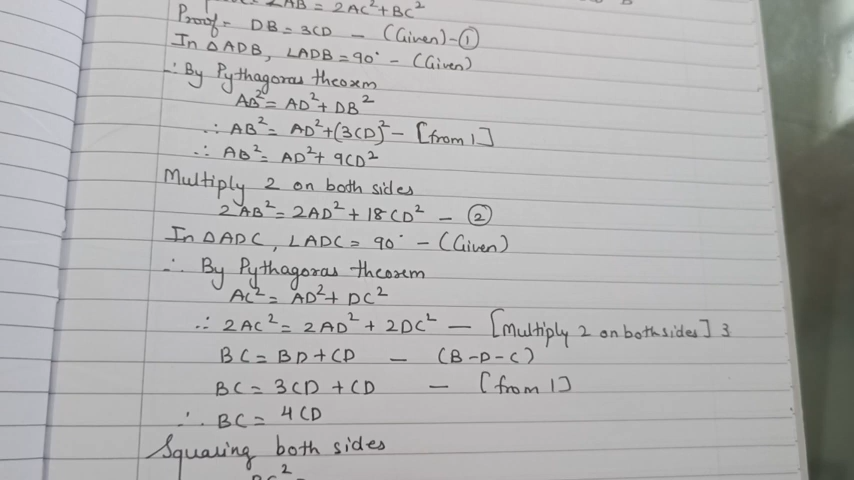 2AB = 2AC² + BC²
Proof = DB = 3CD - (Given) - ①
In △ADB, ∠ADB = 90° - (Given)
∴ By Pythagoras theorem
AB² = AD² + DB²
∴ AB² = AD² + (3CD)² - [from 1]
∴ AB² = AD² + 9CD²
Multiply 2 on both sides
2AB² = 2AD² + 18CD² - ②
In △ADC, ∠ADC = 90° - (Given)
∴ By Pythagoras theorem
AC² = AD² + DC²
∴ 2AC² = 2AD² + 2DC² - [Multiply 2 on both sides] 3
BC = BD + CD - (B-D-C)
BC = 3CD + CD - [from 1]
∴ BC = 4CD
Squaring both sides